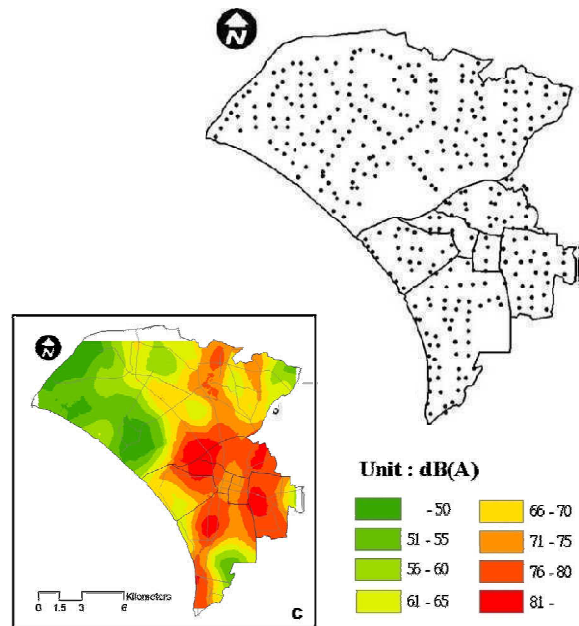 N
Unit : dB(A)
- 50
51 - 55
56 - 60
61 - 65
66 - 70
71 - 75
76 - 80
81 -
N
Kilometers
0 1.5 3 6
C